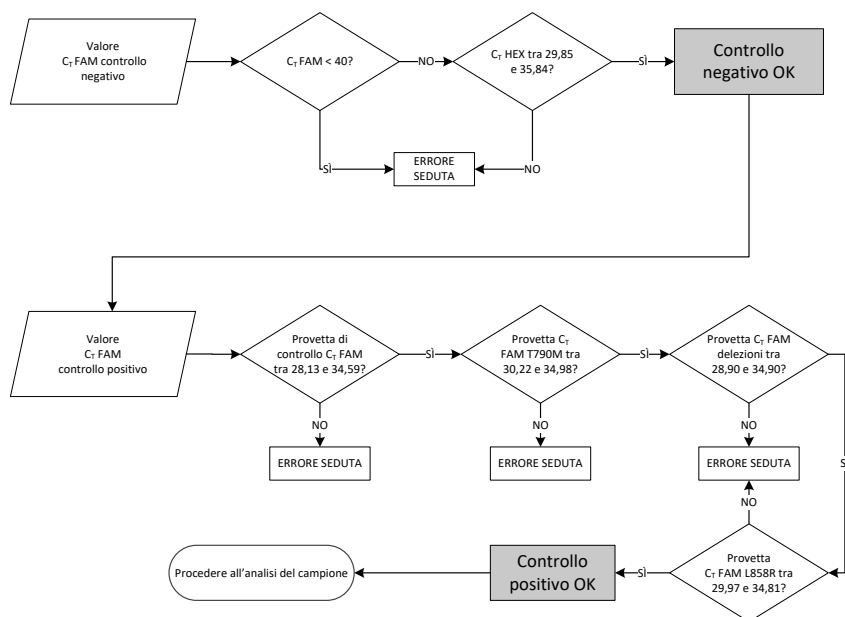 Valore
CT FAM controllo
negativo
CT FAM < 40?
NO
CT HEX tra 29,85
e 35,84?
SÌ
Controllo
negativo OK
SÌ
ERRORE
SEDUTA
NO
Valore
CT FAM
controllo positivo
Provetta di
controllo CT FAM
tra 28,13 e 34,59?
SÌ
Provetta CT
FAM T790M tra
30,22 e 34,98?
SÌ
Provetta CT FAM
delezioni tra
28,90 e 34,90?
NO
NO
NO
ERRORE SEDUTA
ERRORE SEDUTA
ERRORE SEDUTA
NO
Procedere all'analisi del campione
Controllo
positivo OK
SÌ
Provetta
CT FAM L858R tra
29,97 e 34,81?